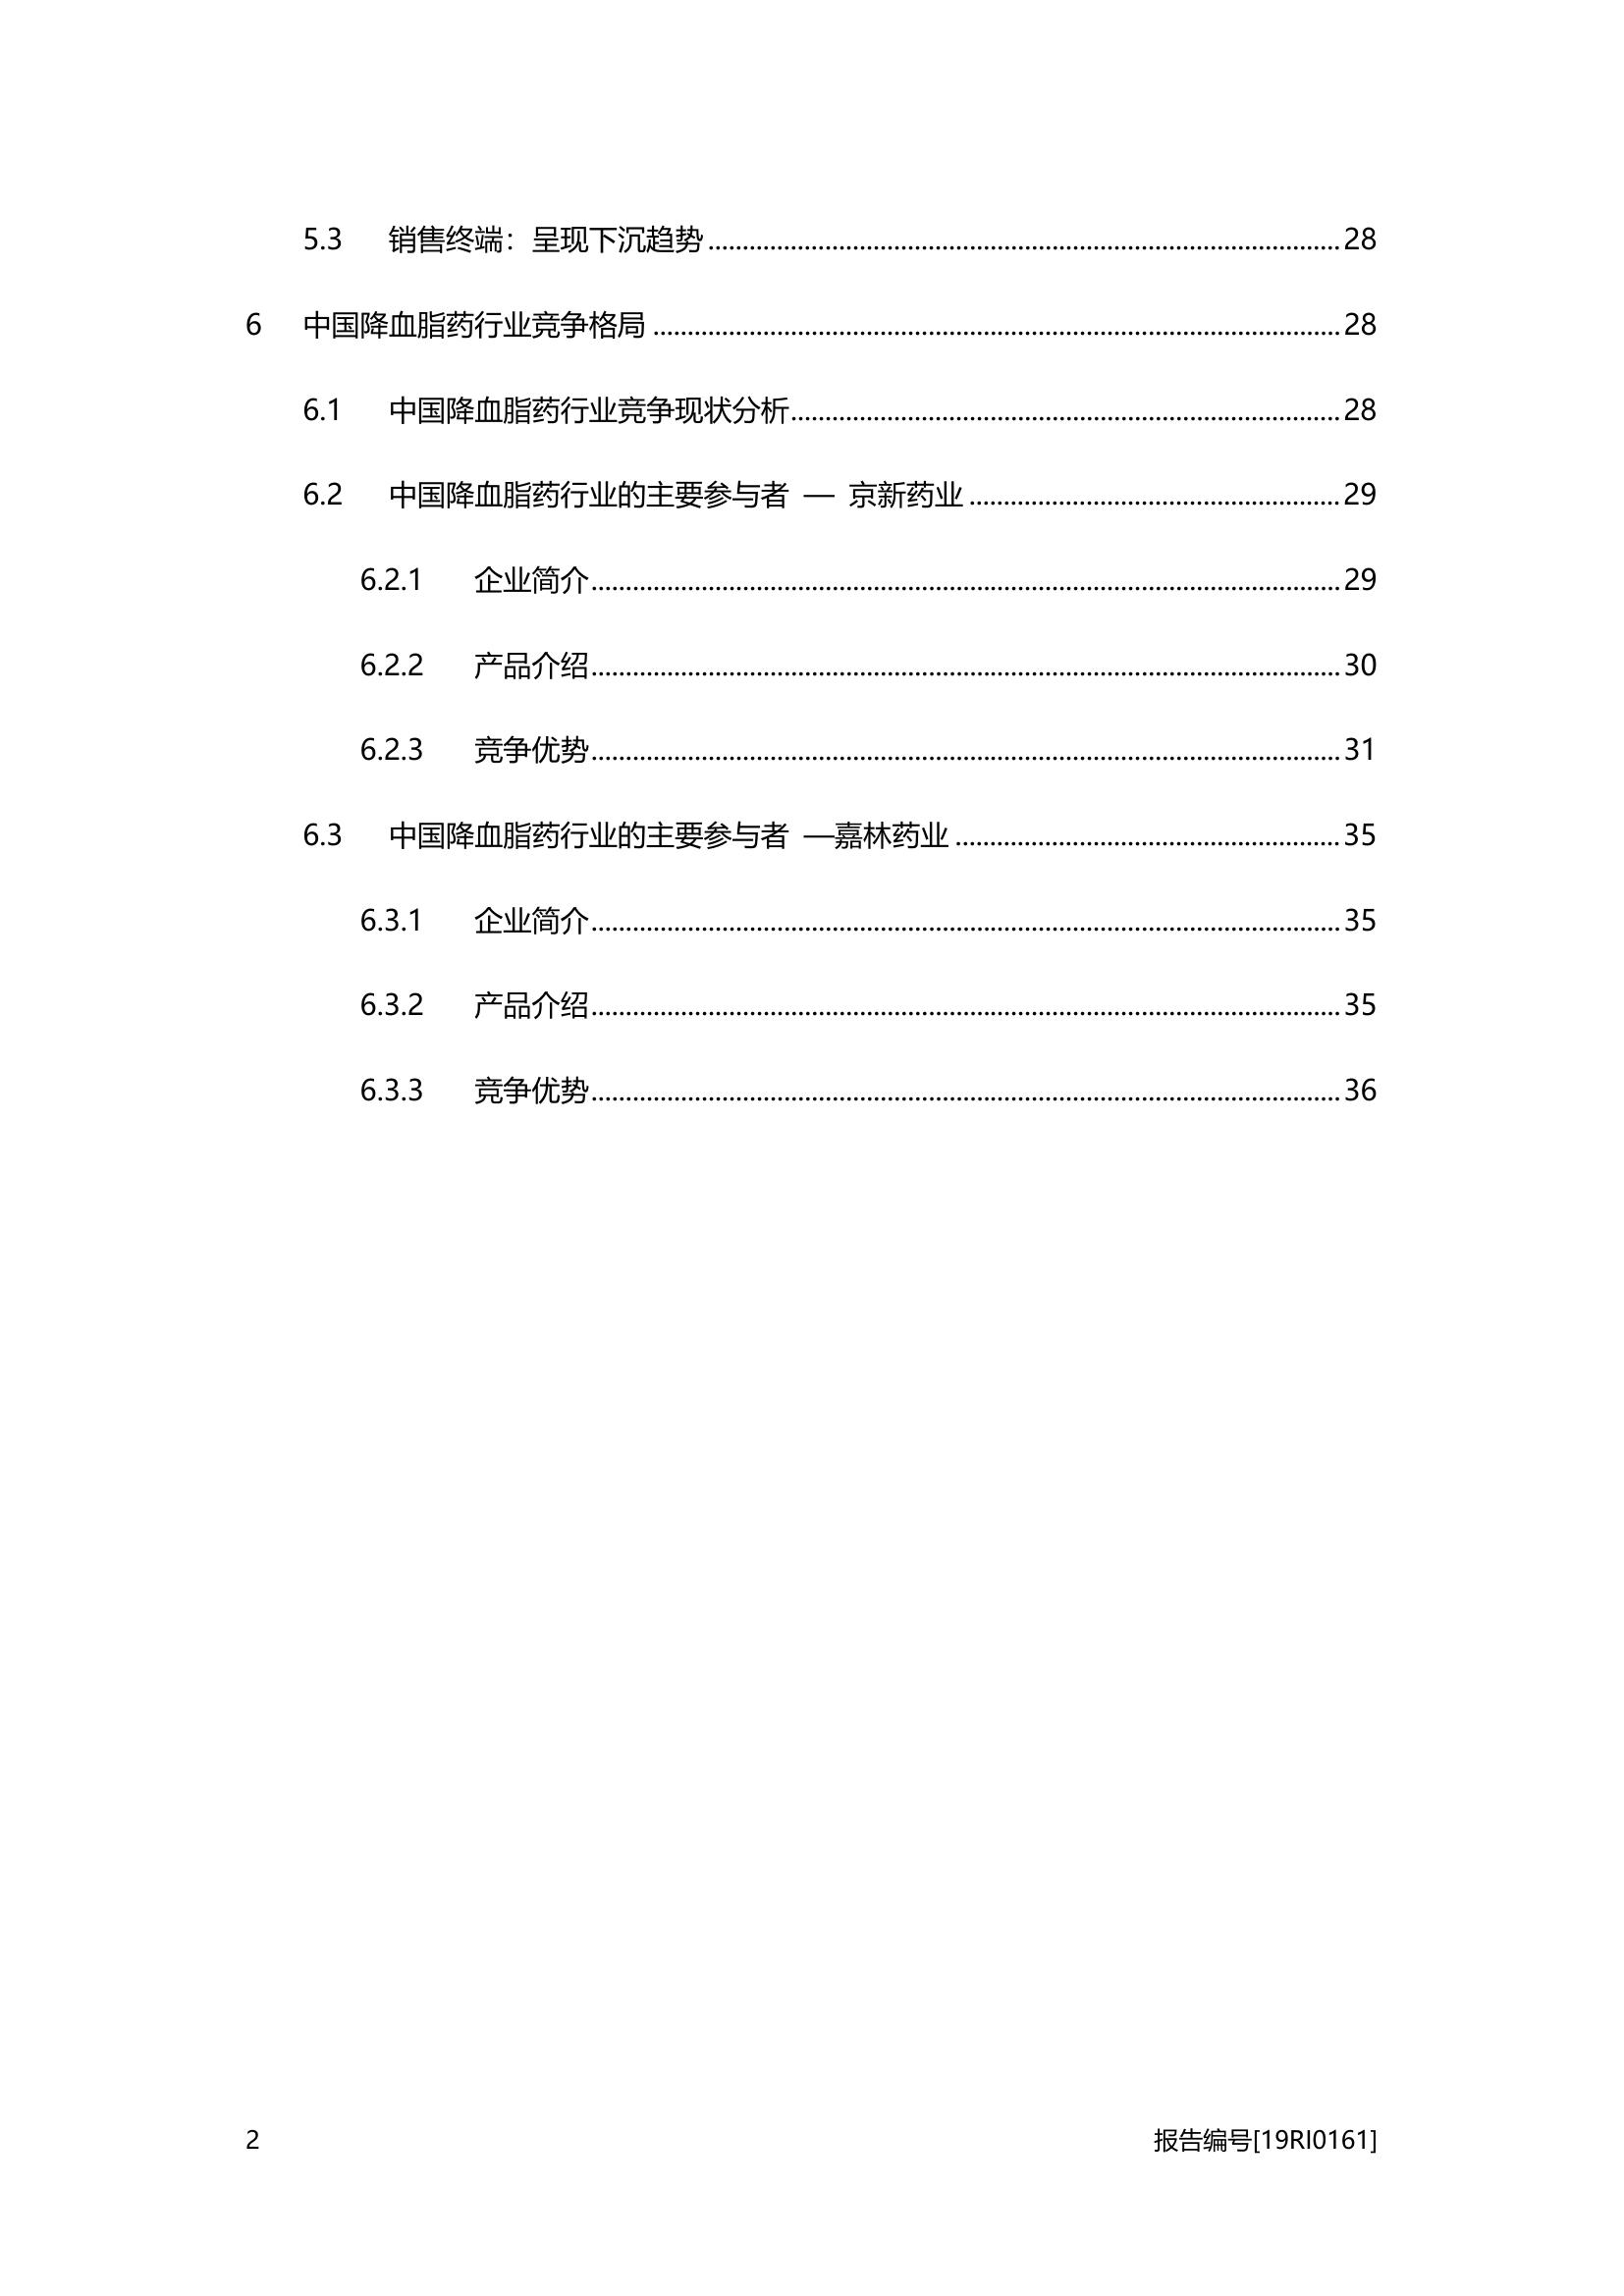 5.3 销售终端：呈现下沉趋势 ........ 28
6 中国降血脂药行业竞争格局 ........ 28
6.1 中国降血脂药行业竞争现状分析 ........ 28
6.2 中国降血脂药行业的主要参与者 — 京新药业 ........ 29
6.2.1 企业简介 ........ 29
6.2.2 产品介绍 ........ 30
6.2.3 竞争优势 ........ 31
6.3 中国降血脂药行业的主要参与者 —嘉林药业 ........ 35
6.3.1 企业简介 ........ 35
6.3.2 产品介绍 ........ 35
6.3.3 竞争优势 ........ 36
2 报告编号[19RI0161]